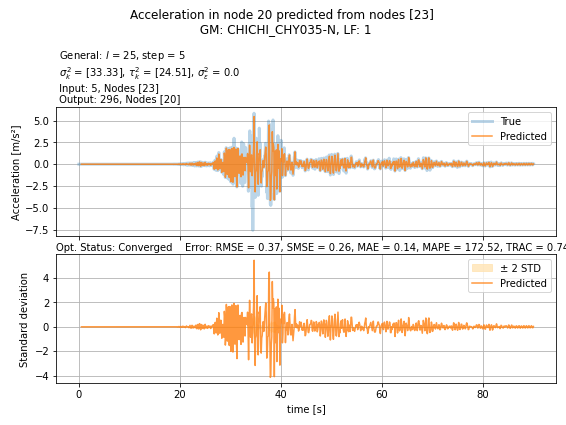 Acceleration in node 20 predicted from nodes [23]
GM: CHICHI_CHY035-N, LF: 1
General: l = 25, step = 5
σ²ₖ = [33.33], τ²ₖ = [24.51], σ²ε = 0.0
Input: 5, Nodes [23]
Output: 296, Nodes [20]
5.0
2.5
0.0
−2.5
−5.0
−7.5
Acceleration [m/s²]
True
Predicted
Opt. Status: Converged Error: RMSE = 0.37, SMSE = 0.26, MAE = 0.14, MAPE = 172.52, TRAC = 0.74
4
2
0
−2
−4
Standard deviation
± 2 STD
Predicted
0 20 40 60 80
time [s]